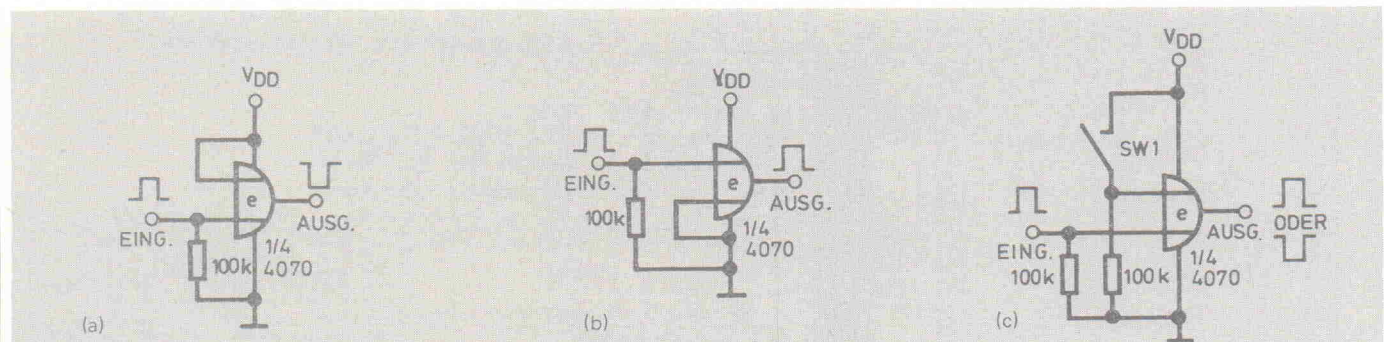 VDD
EING.
e
AUSG.
100k
1/4
4070
(a)
VDD
EING.
100k
e
AUSG.
1/4
4070
(b)
VDD
SW1
e
EING.
AUSG.
ODER
100k
100k
1/4
4070
(c)